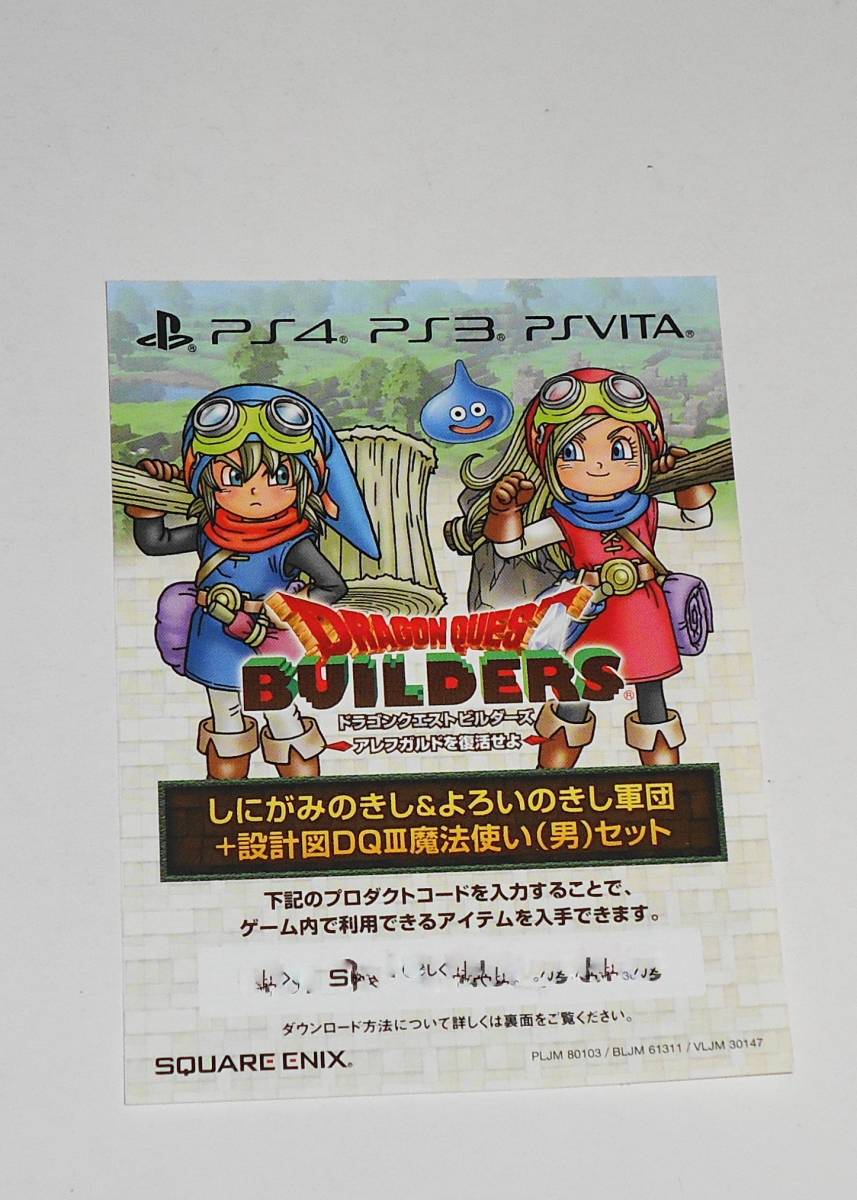 PS4® PS3® PSVITA®
DRAGON QUEST
BUILDERS®
ドラゴンクエストビルダーズ
アレフガルドを復活せよ
しにがみのきし&よろいのきし軍団
+設計図DQⅢ魔法使い(男)セット
下記のプロダクトコードを入力することで、
ゲーム内で利用できるアイテムを入手できます。
ダウンロード方法について詳しくは裏面をご覧ください。
SQUARE ENIX®
PLJM 80103 / BLJM 61311 / VLJM 30147